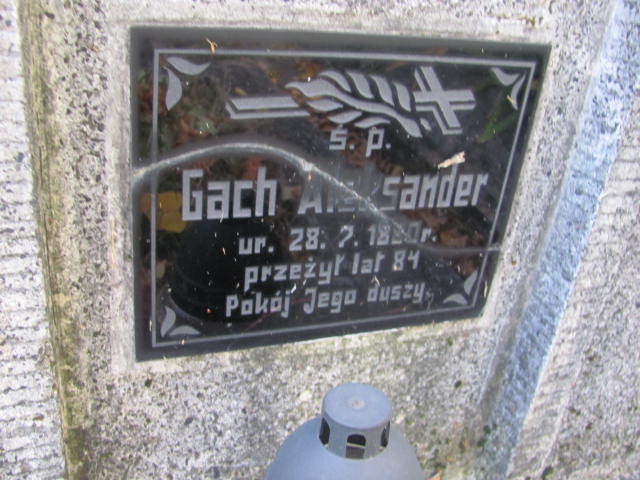 ś. p.
Gach Aleksander
ur. 28. 7. r.
przeżył lat 84
Pokój Jego duszy